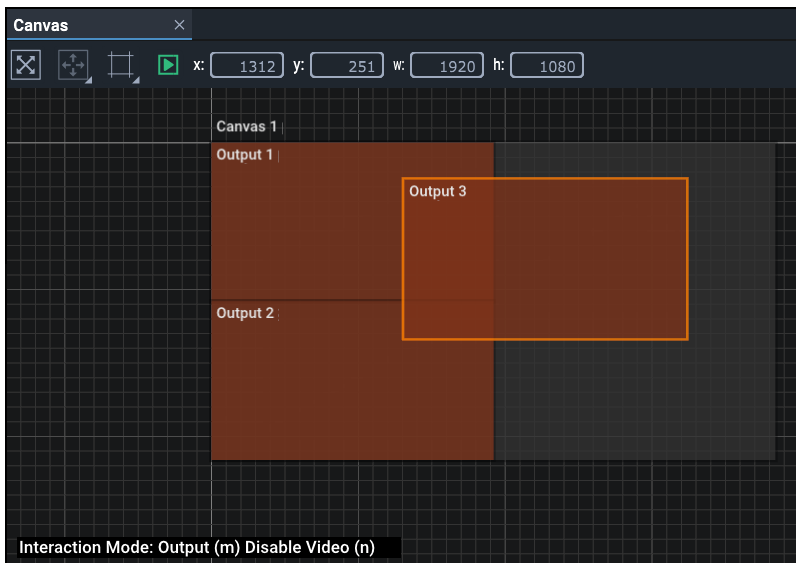 Canvas
x: 1312 y: 251 w: 1920 h: 1080
Canvas 1
Output 1
Output 3
Output 2
Interaction Mode: Output (m) Disable Video (n)